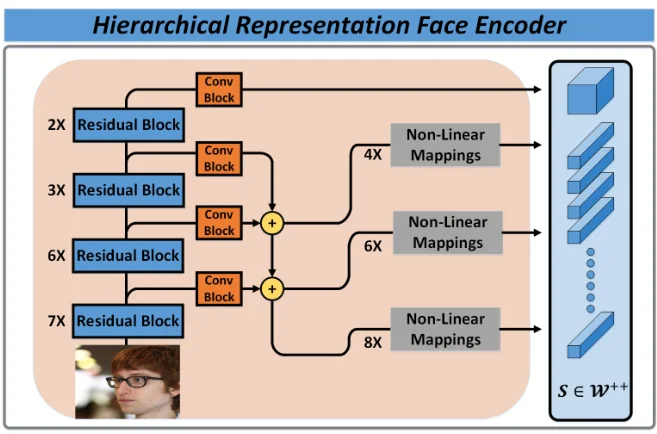 Hierarchical Representation Face Encoder
Conv
Block
2X
Residual Block
Conv
Block
Non-Linear
Mappings
4X
3X
Residual Block
Conv
Block
+
Non-Linear
Mappings
6X
6X
Residual Block
Conv
Block
+
Non-Linear
Mappings
8X
7X
Residual Block
S ∈ W++